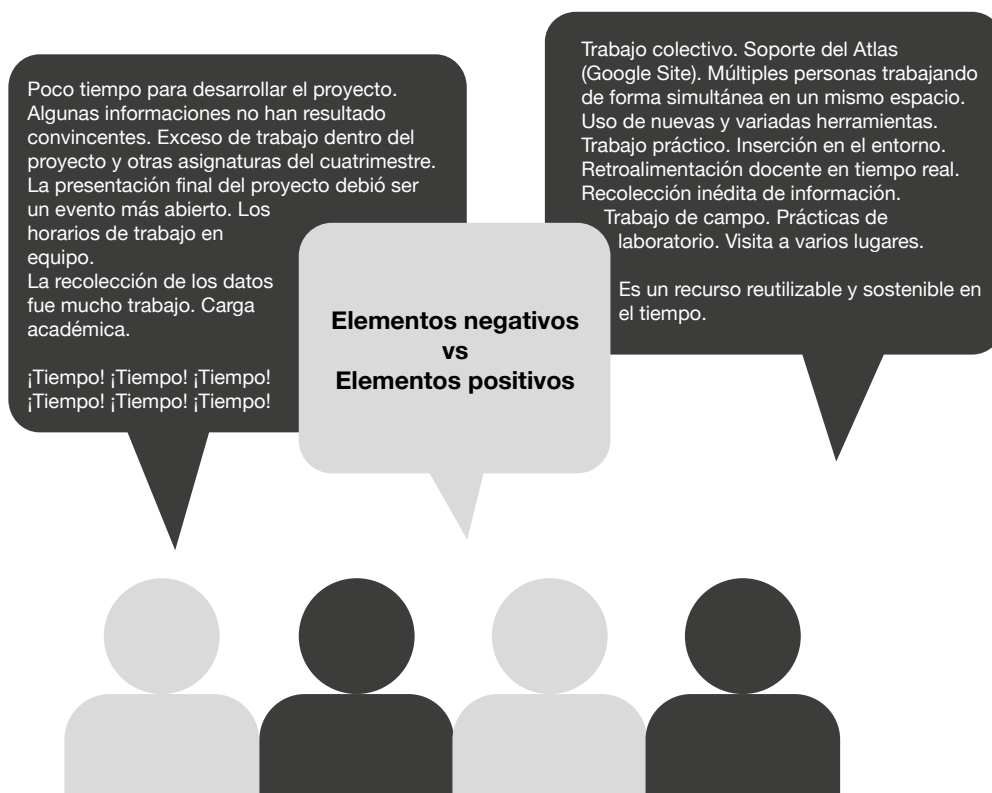 Poco tiempo para desarrollar el proyecto.
Algunas informaciones no han resultado
convincentes. Exceso de trabajo dentro del
proyecto y otras asignaturas del cuatrimestre.
La presentación final del proyecto debió ser
un evento más abierto. Los
horarios de trabajo en
equipo.
La recolección de los datos
fue mucho trabajo. Carga
académica.
¡Tiempo! ¡Tiempo! ¡Tiempo!
¡Tiempo! ¡Tiempo! ¡Tiempo!
Elementos negativos
vs
Elementos positivos
Trabajo colectivo. Soporte del Atlas
(Google Site). Múltiples personas trabajando
de forma simultánea en un mismo espacio.
Uso de nuevas y variadas herramientas.
Trabajo práctico. Inserción en el entorno.
Retroalimentación docente en tiempo real.
Recolección inédita de información.
Trabajo de campo. Prácticas de
laboratorio. Visita a varios lugares.
Es un recurso reutilizable y sostenible en
el tiempo.